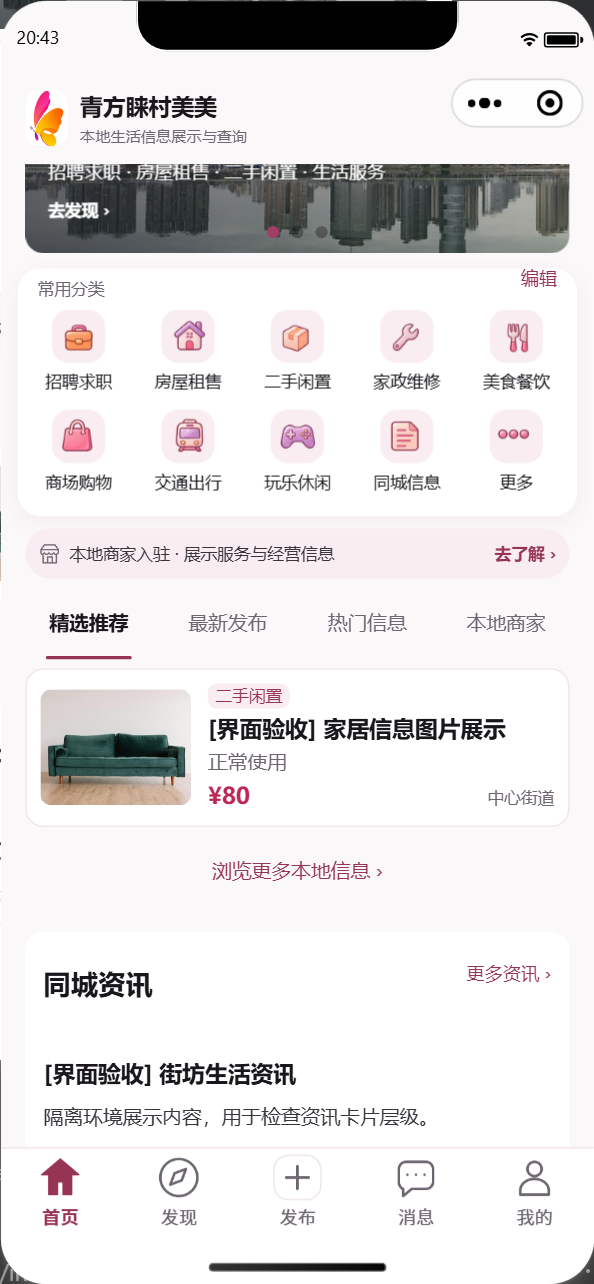 20:43
青方睐村美美
本地生活信息展示与查询
招聘求职 · 房屋租售 · 二手闲置 · 生活服务
去发现 ›
常用分类
编辑
招聘求职 房屋租售 二手闲置 家政维修 美食餐饮
商场购物 交通出行 玩乐休闲 同城信息 更多
本地商家入驻 · 展示服务与经营信息 去了解 ›
精选推荐 最新发布 热门信息 本地商家
二手闲置
[界面验收] 家居信息图片展示
正常使用
¥80 中心街道
浏览更多本地信息 ›
同城资讯 更多资讯 ›
[界面验收] 街坊生活资讯
隔离环境展示内容，用于检查资讯卡片层级。
首页 发现 发布 消息 我的